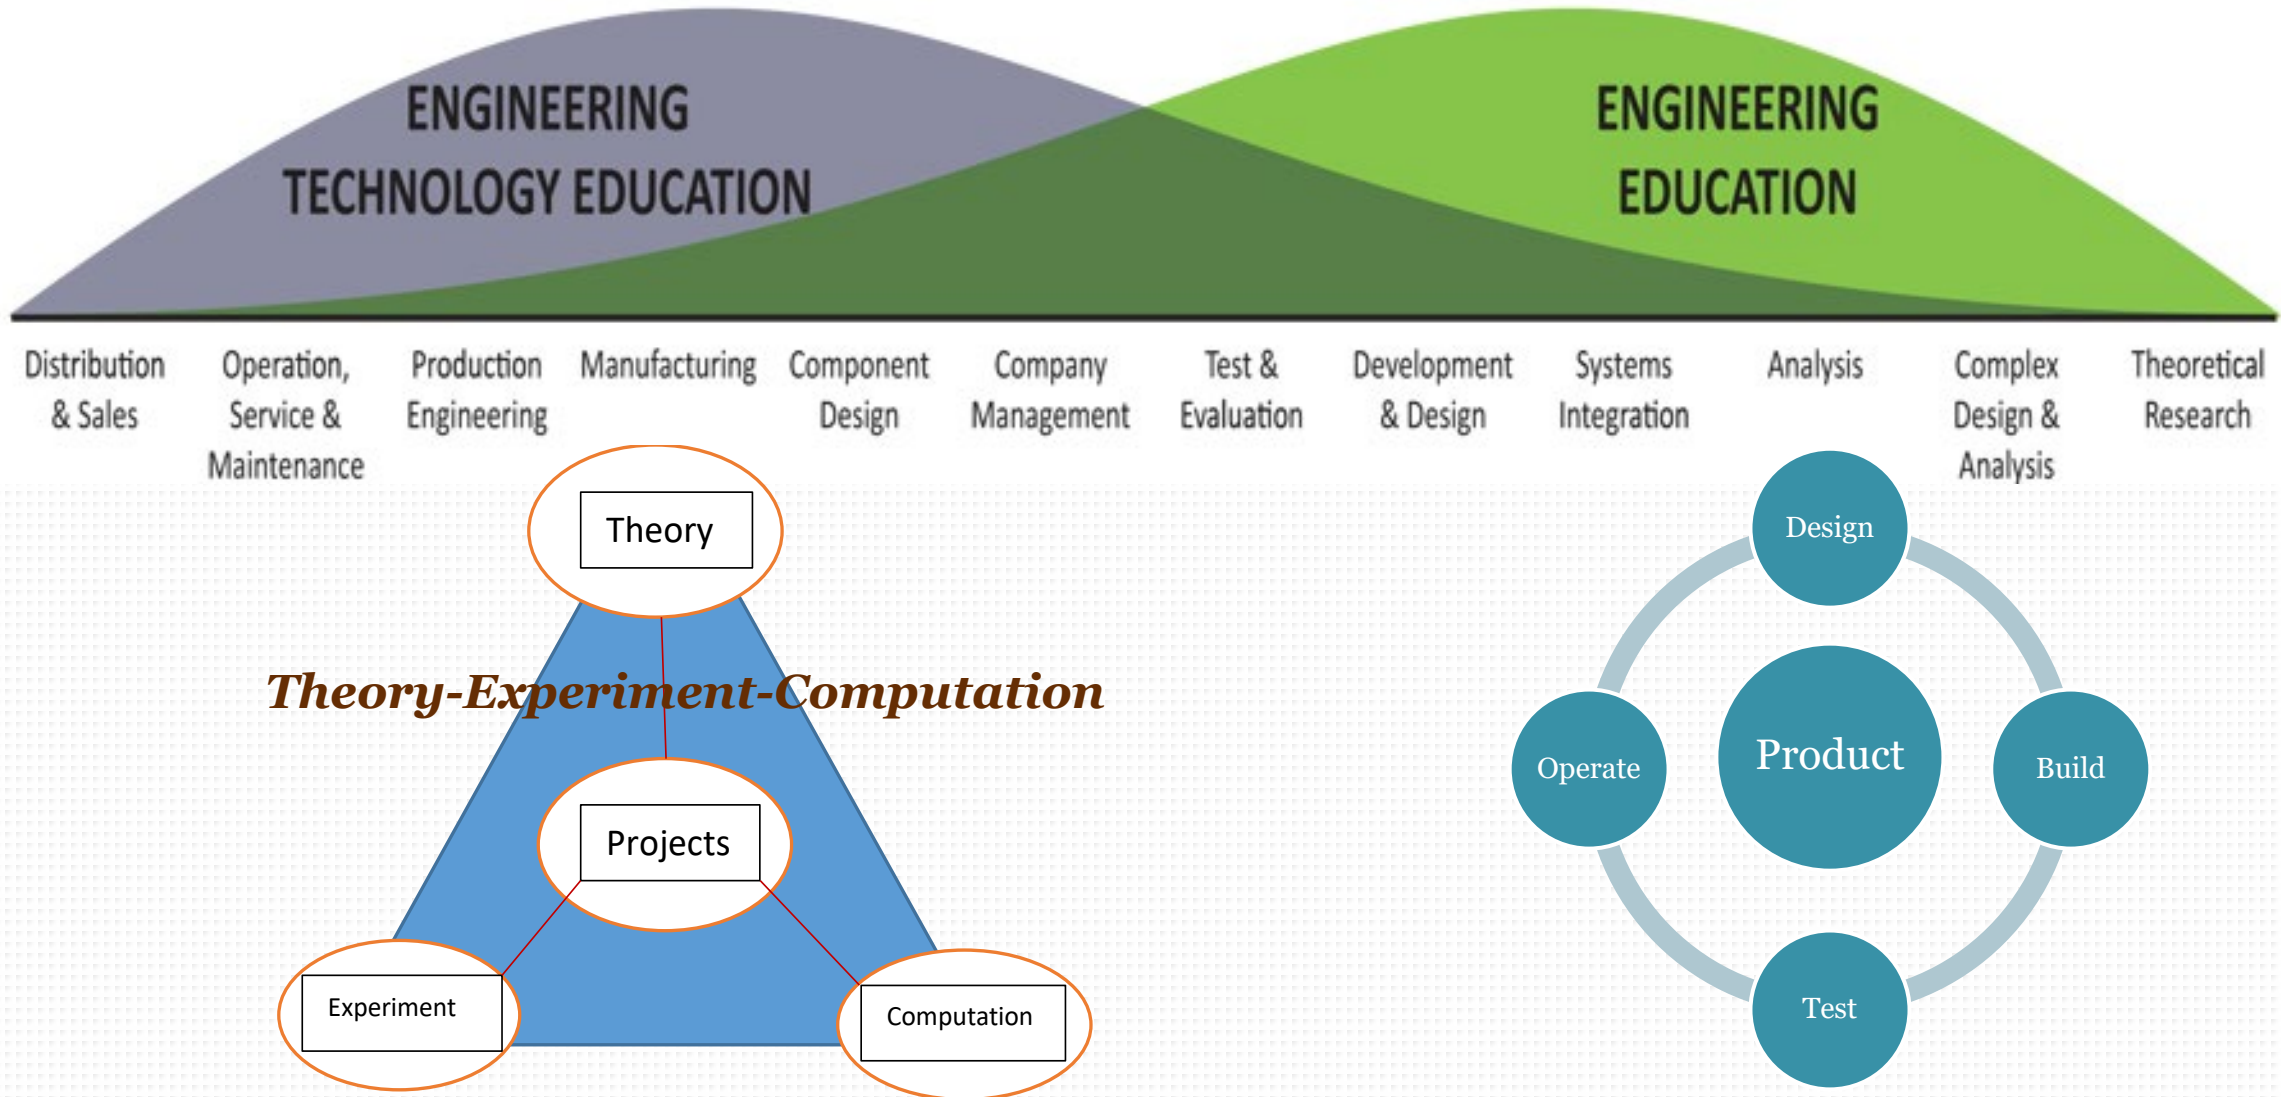 ENGINEERING
TECHNOLOGY EDUCATION
ENGINEERING
EDUCATION
Distribution
& Sales
Operation,
Service &
Maintenance
Production
Engineering
Manufacturing
Component
Design
Company
Management
Test &
Evaluation
Development
& Design
Systems
Integration
Analysis
Complex
Design &
Analysis
Theoretical
Research
Theory
Theory-Experiment-Computation
Projects
Experiment
Computation
Design
Operate
Product
Build
Test